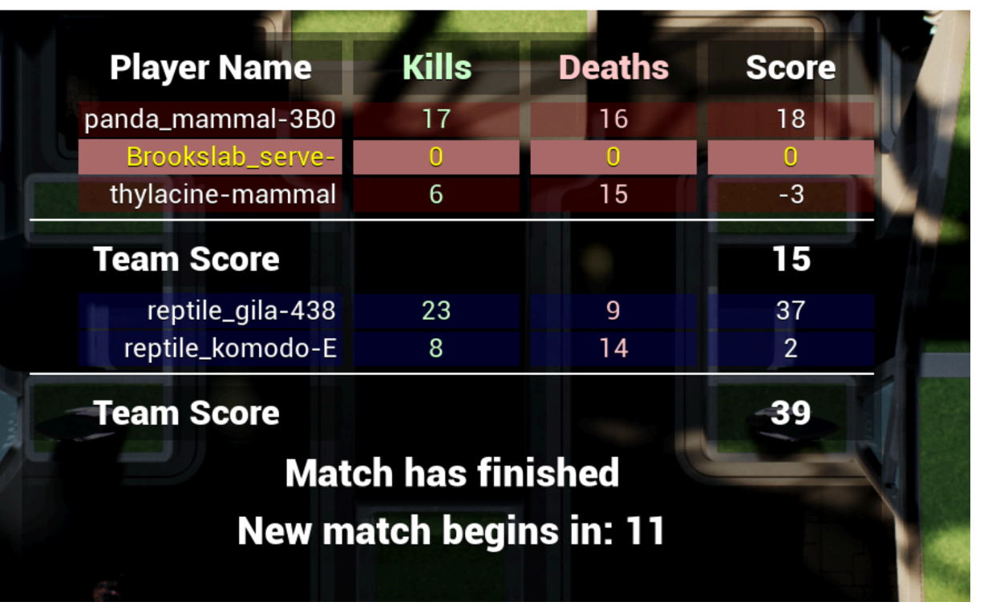 Player Name Kills Deaths Score
panda_mammal-3B0 17 16 18
Brookslab_serve- 0 0 0
thylacine-mammal 6 15 -3
Team Score 15
reptile_gila-438 23 9 37
reptile_komodo-E 8 14 2
Team Score 39
Match has finished
New match begins in: 11